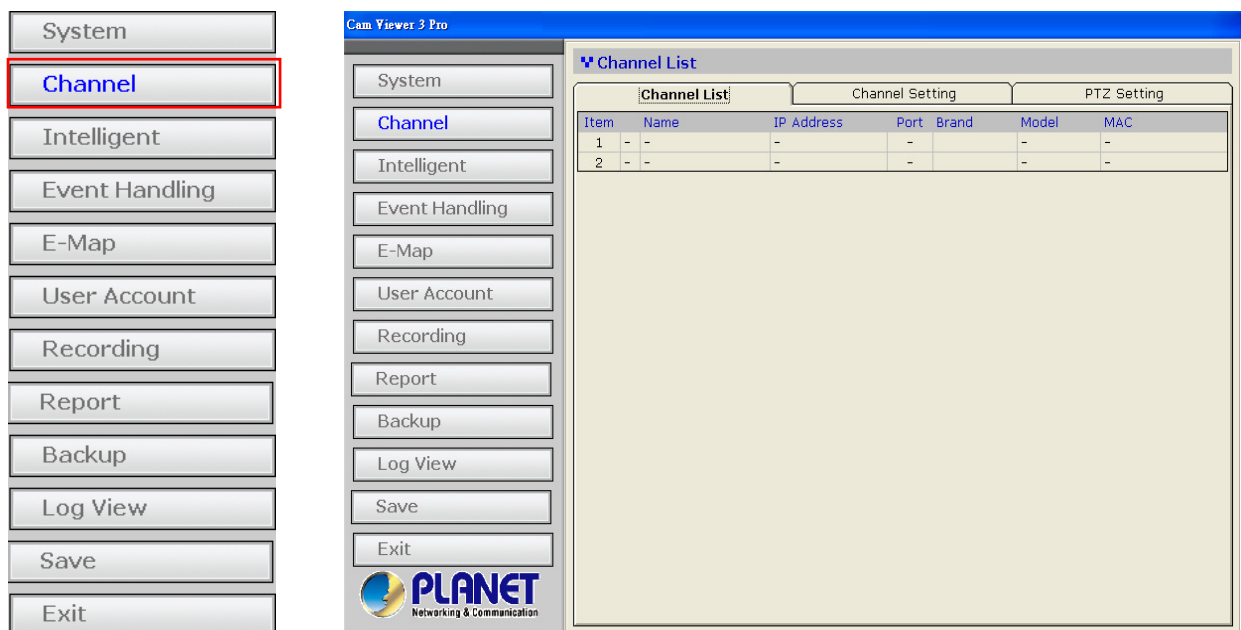 System
Channel
Intelligent
Event Handling
E-Map
User Account
Recording
Report
Backup
Log View
Save
Exit
Cam Viewer 3 Pro
System
Channel
Intelligent
Event Handling
E-Map
User Account
Recording
Report
Backup
Log View
Save
Exit
PLANET
Networking & Communication
Channel List
Channel List Channel Setting PTZ Setting
Item Name IP Address Port Brand Model MAC
1 - - - - - -
2 - - - - - -